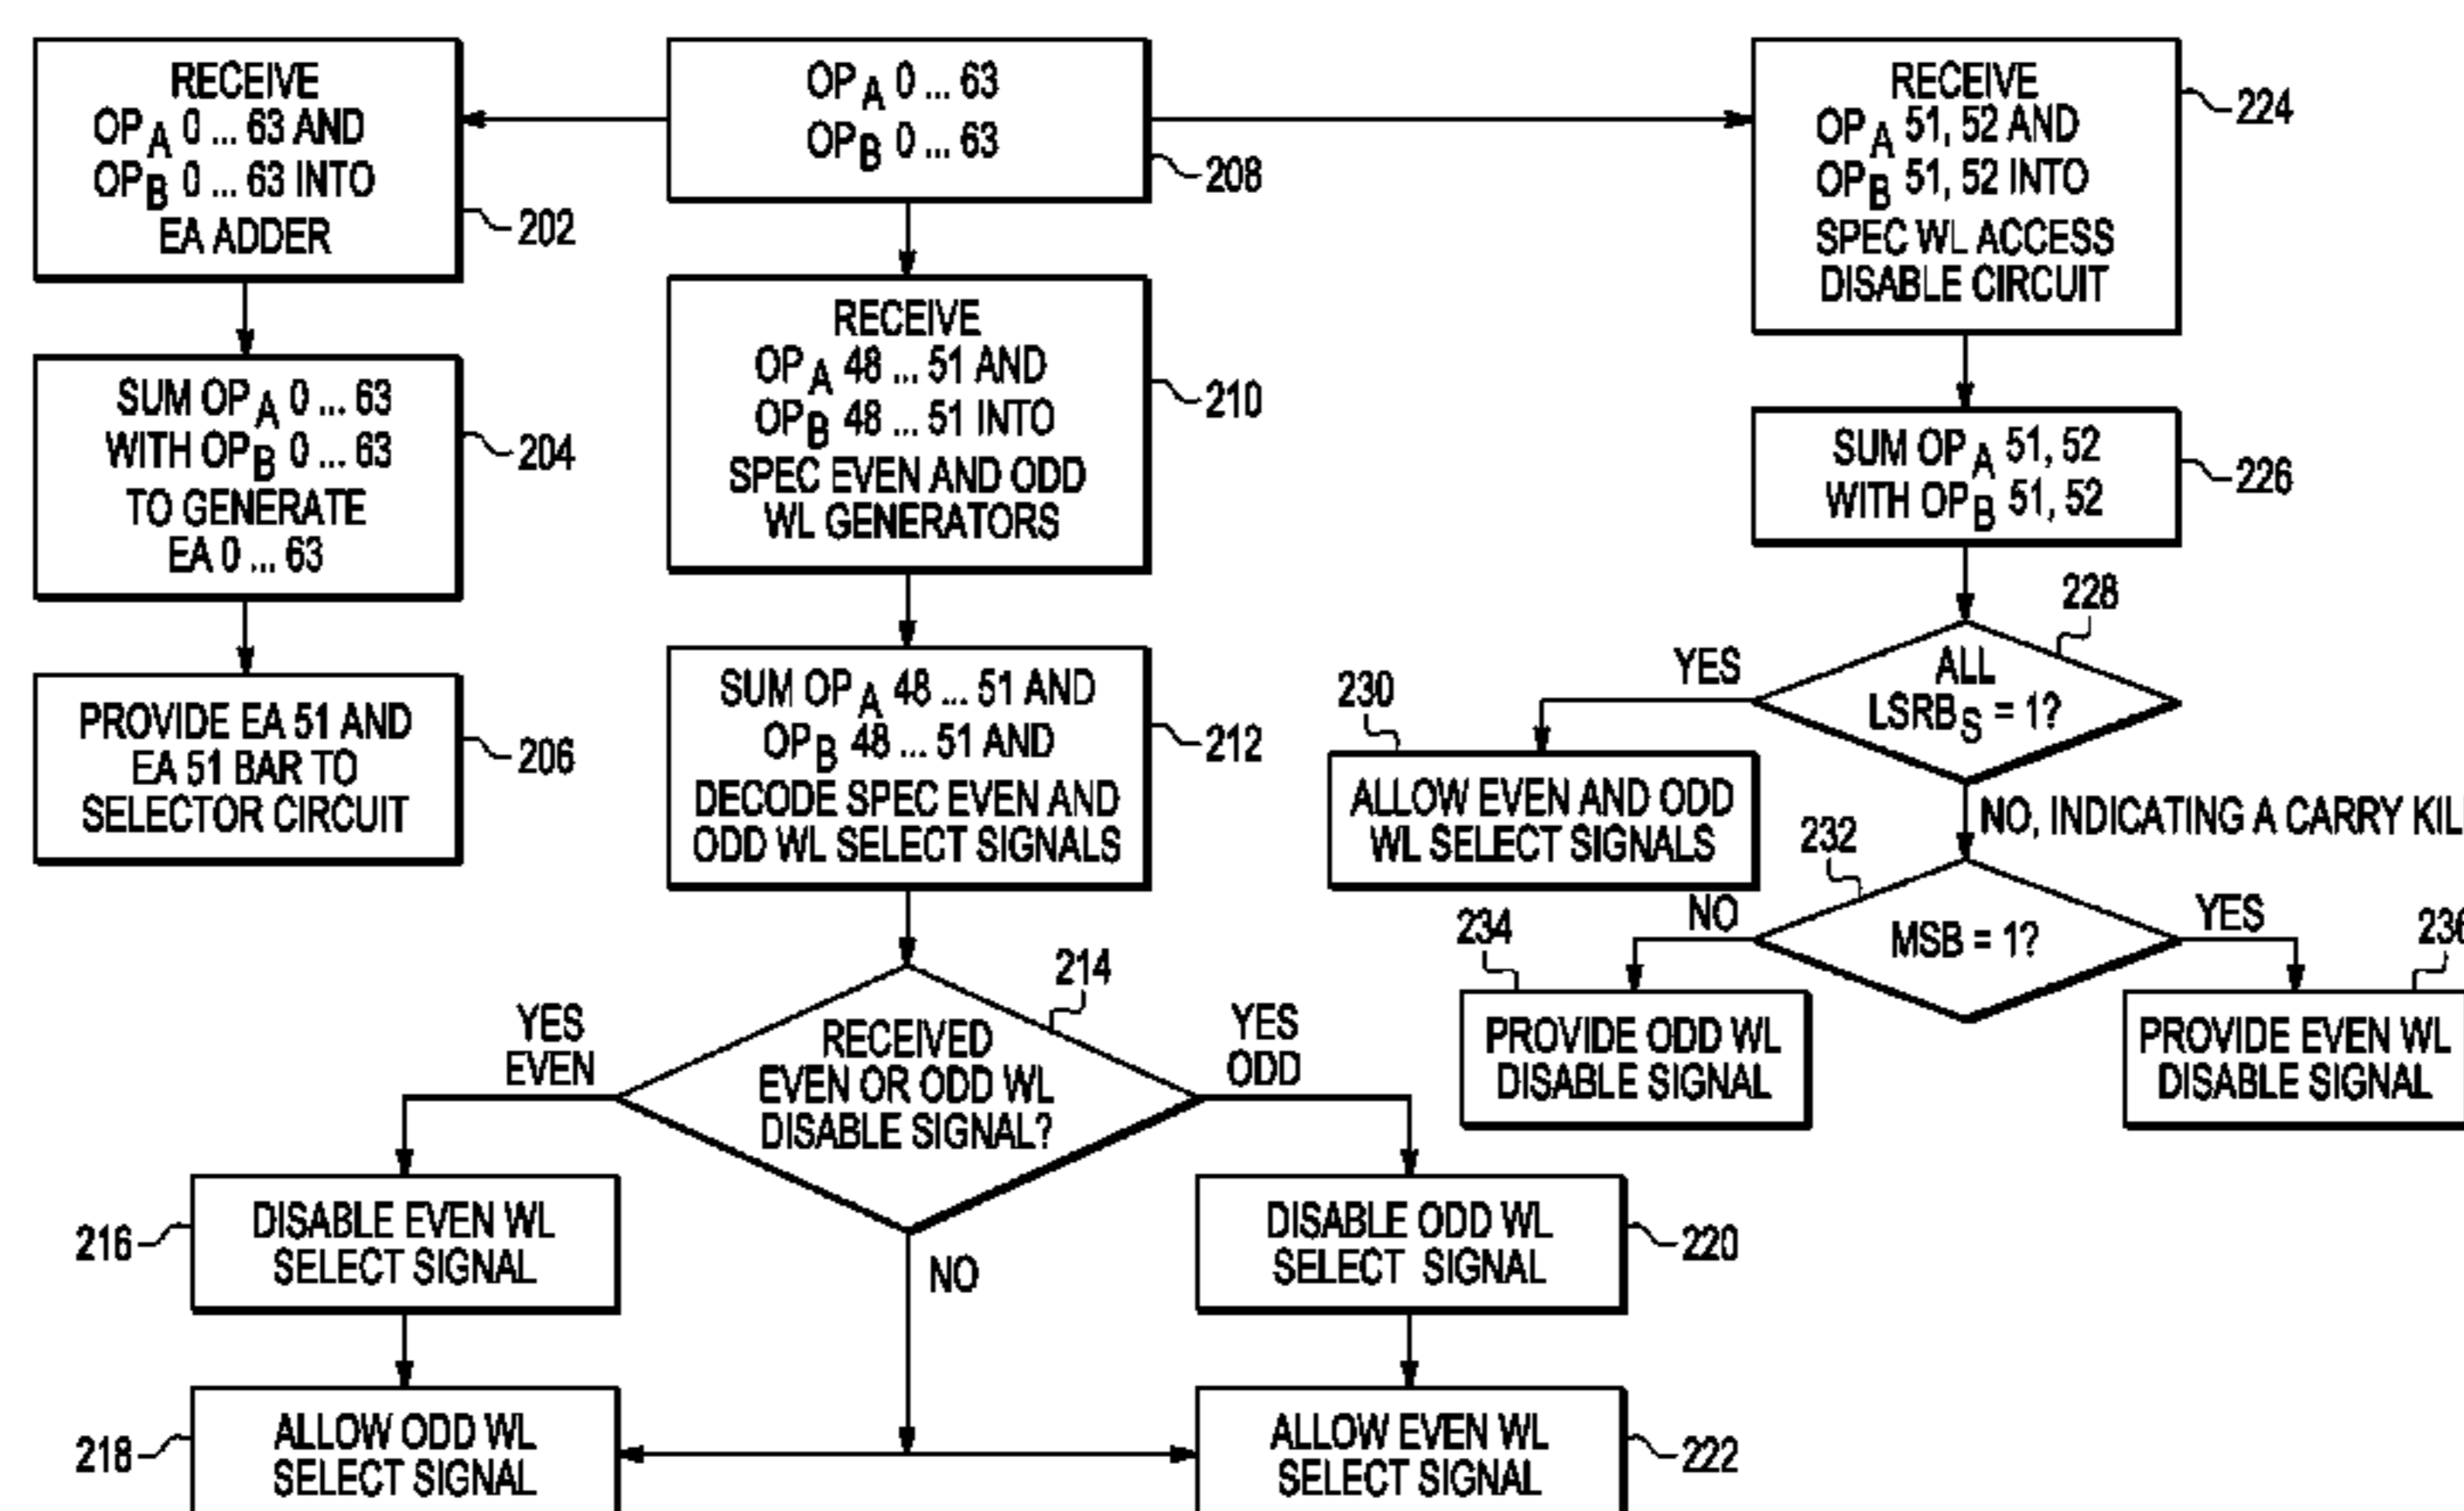 RECEIVE
OP A 0 ... 63 AND
OP B 0 ... 63 INTO
EA ADDER
202
SUM OP A 0 ... 63
WITH OP B 0 ... 63
TO GENERATE
EA 0 ... 63
204
PROVIDE EA 51 AND
EA 51 BAR TO
SELECTOR CIRCUIT
206
OP A 0 ... 63
OP B 0 ... 63
208
RECEIVE
OP A 48 ... 51 AND
OP B 48 ... 51 INTO
SPEC EVEN AND ODD
WL GENERATORS
210
SUM OP A 48 ... 51 AND
OP B 48 ... 51 AND
DECODE SPEC EVEN AND
ODD WL SELECT SIGNALS
212
214
RECEIVED
EVEN OR ODD WL
DISABLE SIGNAL?
YES
EVEN
YES
ODD
NO
216
DISABLE EVEN WL
SELECT SIGNAL
218
ALLOW ODD WL
SELECT SIGNAL
DISABLE ODD WL
SELECT SIGNAL
220
ALLOW EVEN WL
SELECT SIGNAL
222
RECEIVE
OP A 51, 52 AND
OP B 51, 52 INTO
SPEC WL ACCESS
DISABLE CIRCUIT
224
SUM OP A 51, 52
WITH OP B 51, 52
226
228
ALL
LSRB S = 1?
YES
230
ALLOW EVEN AND ODD
WL SELECT SIGNALS
NO, INDICATING A CARRY KILL
232
MSB = 1?
NO
234
PROVIDE ODD WL
DISABLE SIGNAL
YES
236
PROVIDE EVEN WL
DISABLE SIGNAL